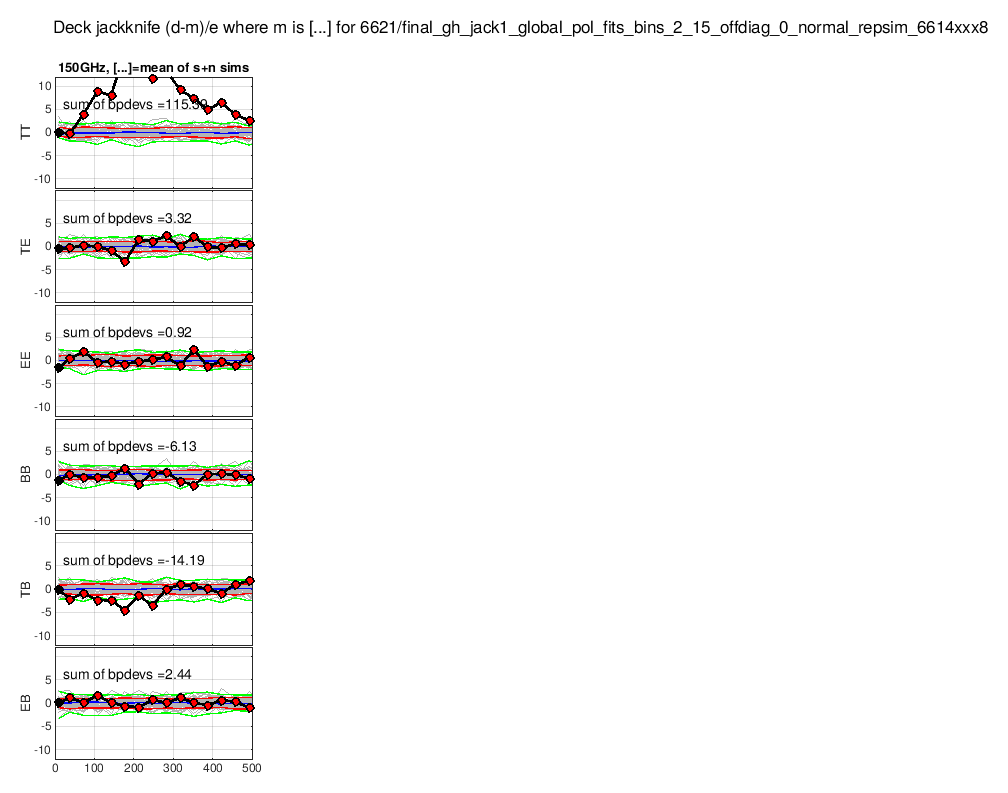 Deck jackknife (d-m)/e where m is [...] for 6621/final_gh_jack1_global_pol_fits_bins_2_15_offdiag_0_normal_repsim_6614xxx8
150GHz, [...]=mean of s+n sims
10
sum of bpdevs =115.39
5
TT
0
-5
-10
sum of bpdevs =3.32
5
TE
0
-5
-10
sum of bpdevs =0.92
5
EE
0
-5
-10
sum of bpdevs =-6.13
5
BB
0
-5
-10
sum of bpdevs =-14.19
5
TB
0
-5
-10
sum of bpdevs =2.44
5
EB
0
-5
-10
0 100 200 300 400 500